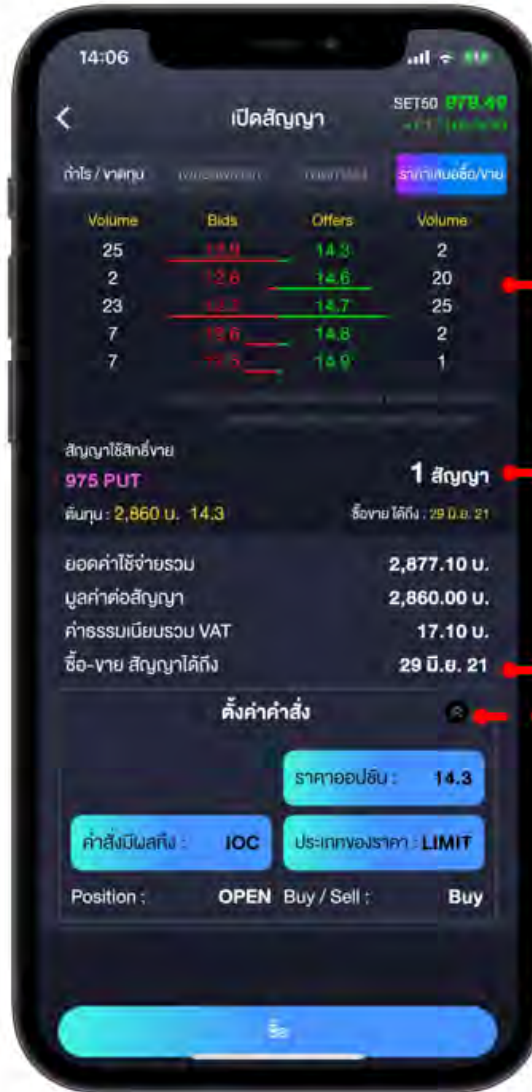 14:06
เปิดสัญญา
SET50
กำไร / ขาดทุน
ราคาเสนอซื้อ/ขาย
Volume Bids Offers Volume
25 14.3 2
2 14.6 20
23 14.7 25
7 14.8 2
7 14.9 1
สัญญาใช้สิทธิ์ขาย
975 PUT 1 สัญญา
ต้นทุน : 2,860 บ. 14.3 ซื้อขาย ได้ถึง : 29 มิ.ย. 21
ยอดค่าใช้จ่ายรวม 2,877.10 บ.
มูลค่าต่อสัญญา 2,860.00 บ.
ค่าธรรมเนียมรวม VAT 17.10 บ.
ซื้อ-ขาย สัญญาได้ถึง 29 มิ.ย. 21
ตั้งค่าคำสั่ง
ราคาออปชัน : 14.3
คำสั่งมีผลถึง : IOC ประเภทของราคา : LIMIT
Position : OPEN Buy / Sell : Buy
ซื้อ